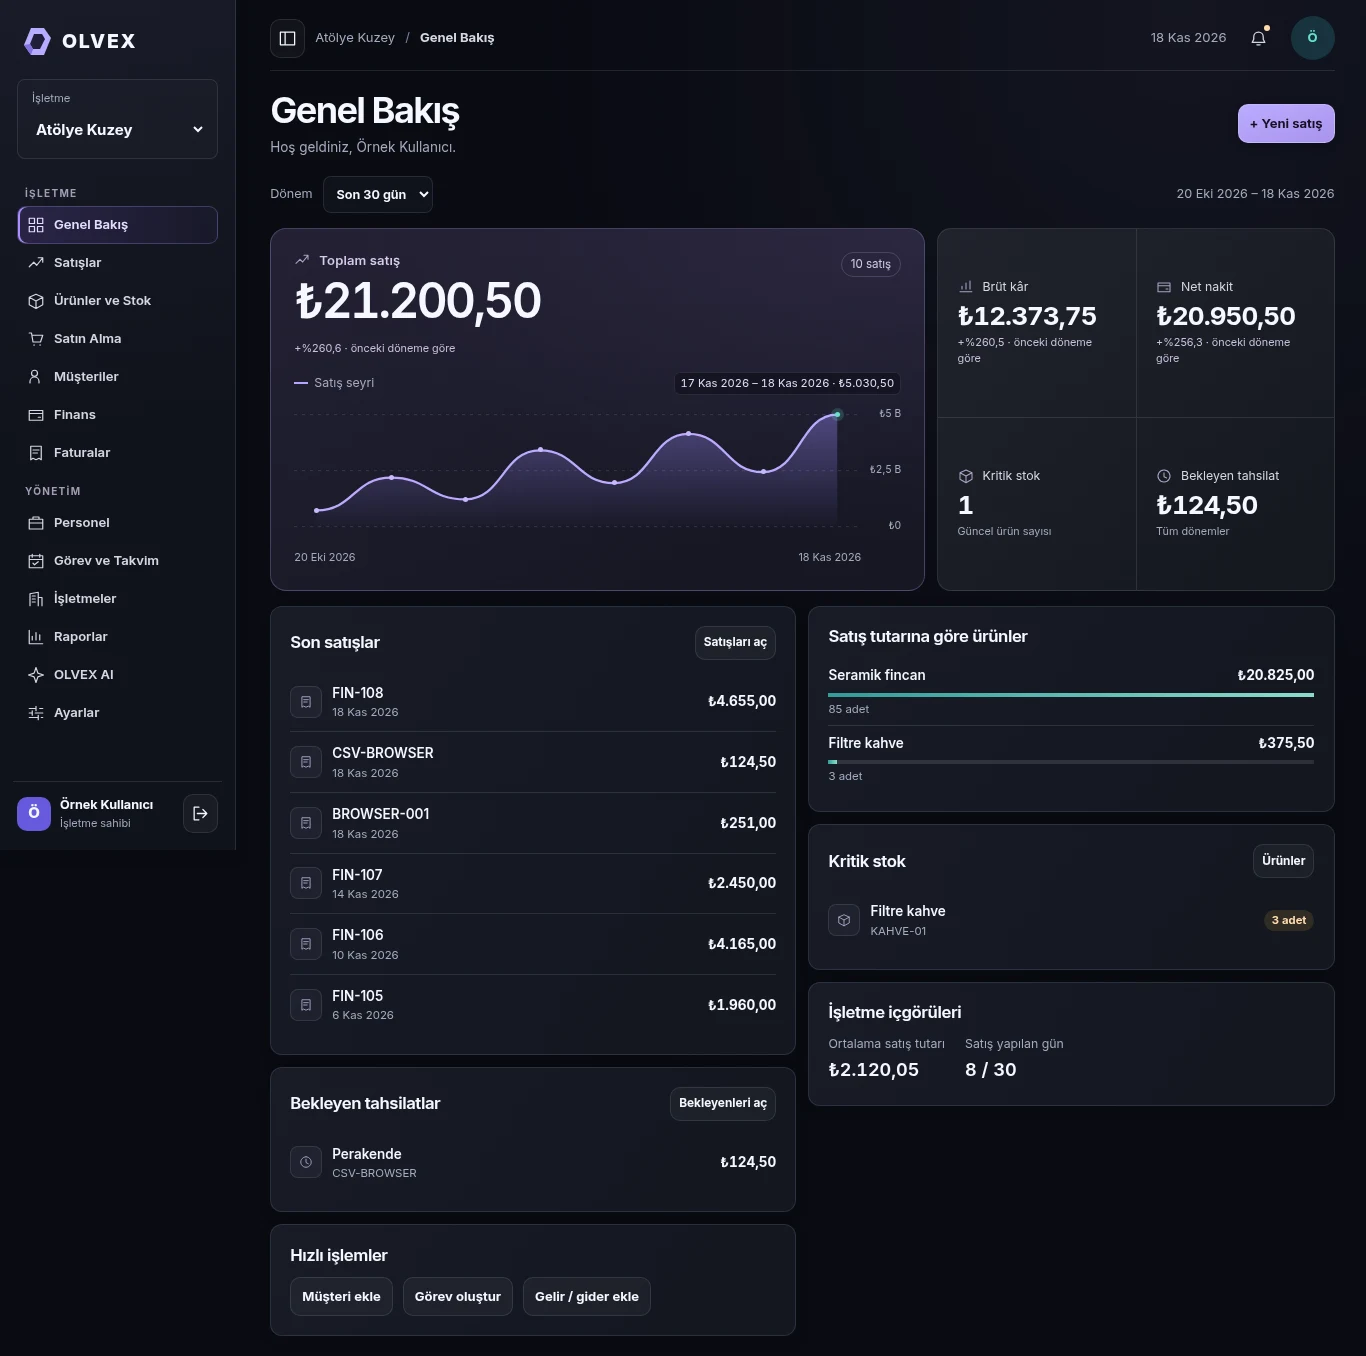 OLVEX
İşletme
Atölye Kuzey
İŞLETME
Genel Bakış
Satışlar
Ürünler ve Stok
Satın Alma
Müşteriler
Finans
Faturalar
YÖNETİM
Personel
Görev ve Takvim
İşletmeler
Raporlar
OLVEX AI
Ayarlar
Ö
Örnek Kullanıcı
İşletme sahibi
Atölye Kuzey / Genel Bakış
18 Kas 2026
Ö
Genel Bakış
Hoş geldiniz, Örnek Kullanıcı.
+ Yeni satış
Dönem
Son 30 gün
20 Eki 2026 – 18 Kas 2026
Toplam satış
10 satış
₺21.200,50
+%260,6 · önceki döneme göre
Satış seyri
17 Kas 2026 – 18 Kas 2026 · ₺5.030,50
₺5 B
₺2,5 B
₺0
20 Eki 2026
18 Kas 2026
Brüt kâr
₺12.373,75
+%260,5 · önceki döneme
göre
Net nakit
₺20.950,50
+%256,3 · önceki döneme
göre
Kritik stok
1
Güncel ürün sayısı
Bekleyen tahsilat
₺124,50
Tüm dönemler
Son satışlar
Satışları aç
FIN-108
18 Kas 2026
₺4.655,00
CSV-BROWSER
18 Kas 2026
₺124,50
BROWSER-001
18 Kas 2026
₺251,00
FIN-107
14 Kas 2026
₺2.450,00
FIN-106
10 Kas 2026
₺4.165,00
FIN-105
6 Kas 2026
₺1.960,00
Bekleyen tahsilatlar
Bekleyenleri aç
Perakende
CSV-BROWSER
₺124,50
Hızlı işlemler
Müşteri ekle
Görev oluştur
Gelir / gider ekle
Satış tutarına göre ürünler
Seramik fincan
₺20.825,00
85 adet
Filtre kahve
₺375,50
3 adet
Kritik stok
Ürünler
Filtre kahve
KAHVE-01
3 adet
İşletme içgörüleri
Ortalama satış tutarı
₺2.120,05
Satış yapılan gün
8 / 30